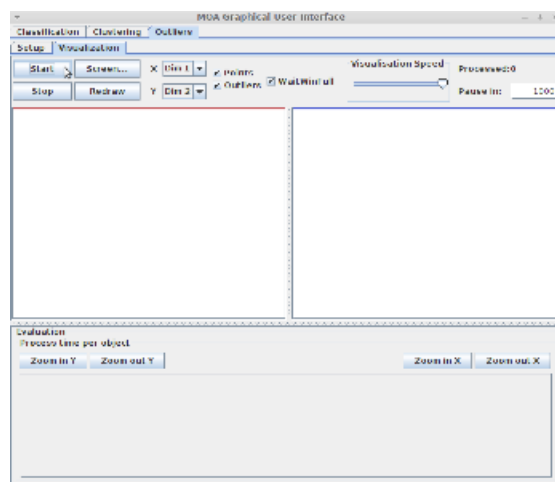 MOA Graphical User Interface
Classification Clustering Outliers
Setup Visualization
Start Screen... X Dim 1 Points Visualisation Speed Processed:0
Outliers WaitWinFull
Stop Redraw Y Dim 2 Pause in: 1000
Evaluation
Process time per object
Zoom in Y Zoom out Y Zoom in X Zoom out X